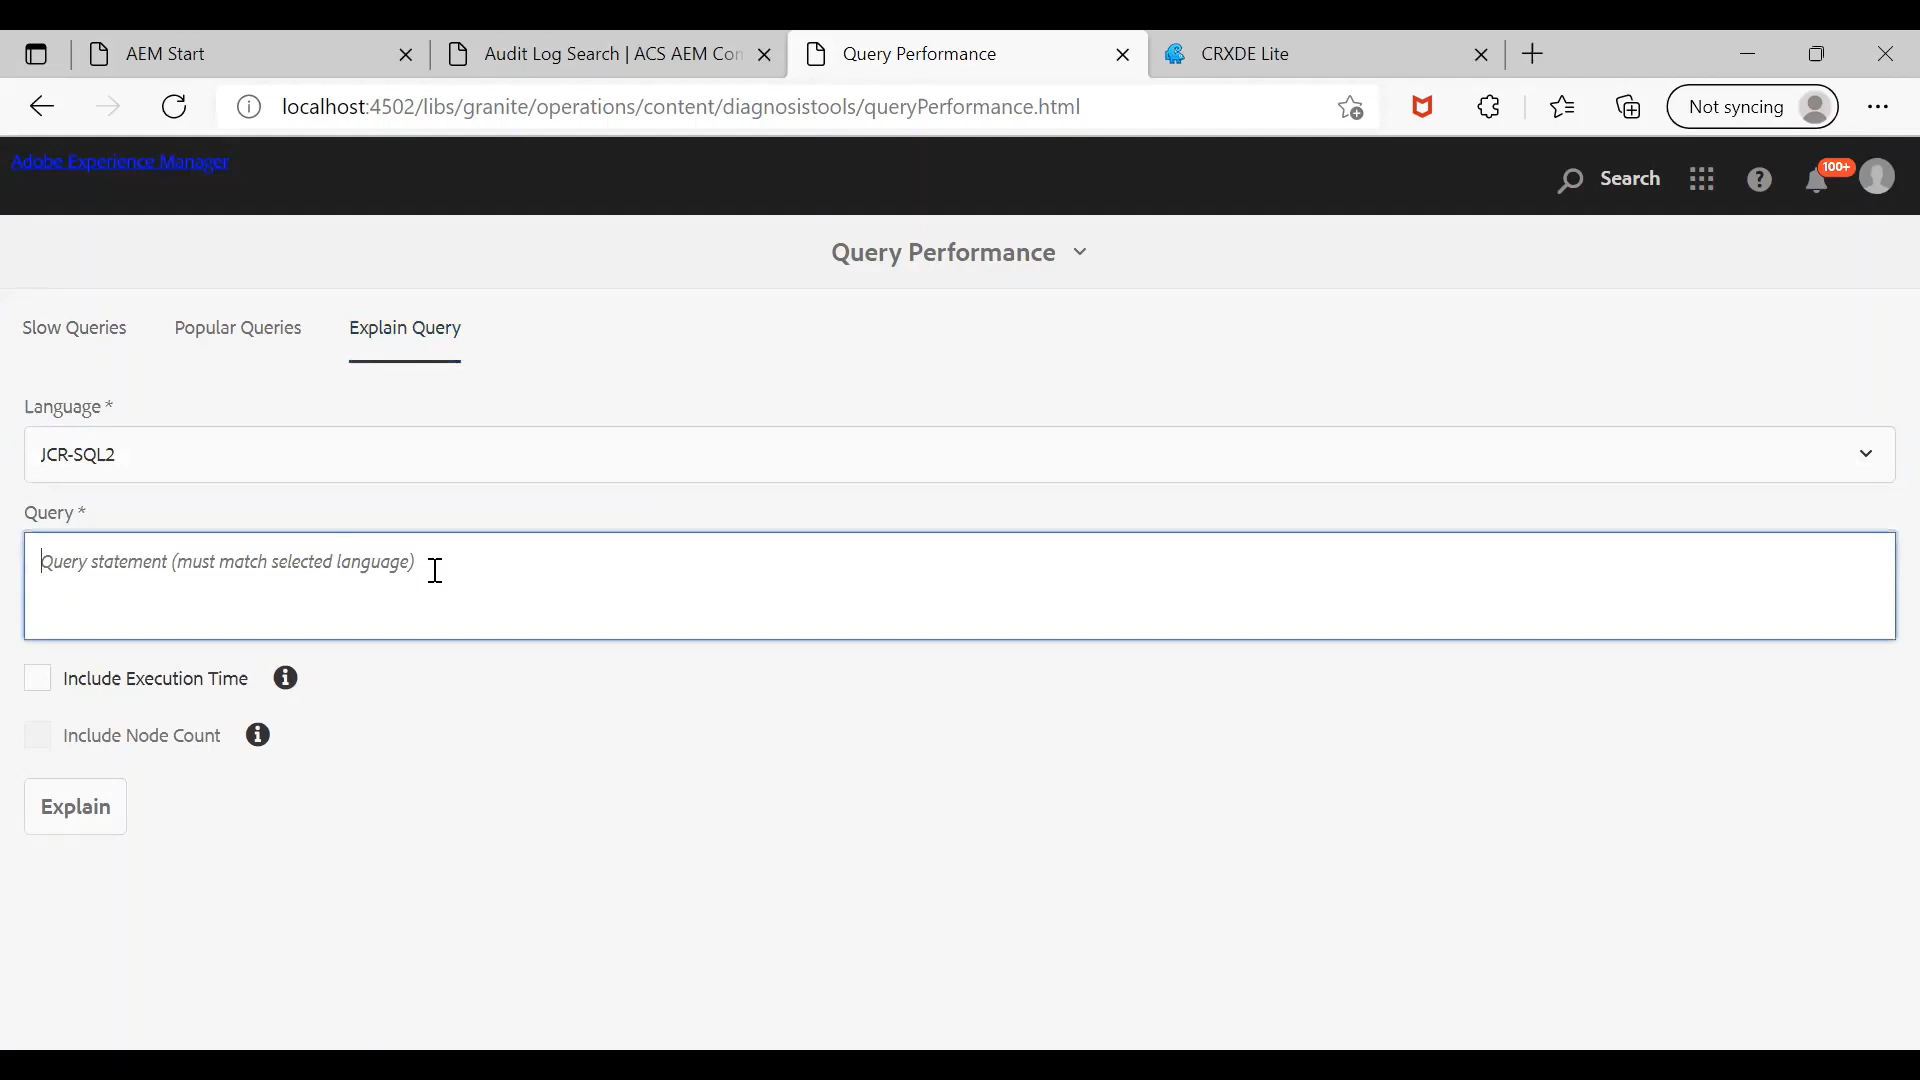 AEM Start
Audit Log Search | ACS AEM Con
Query Performance
CRXDE Lite
localhost:4502/libs/granite/operations/content/diagnosistools/queryPerformance.html
Not syncing
Adobe Experience Manager
Search
100+
Query Performance
Slow Queries
Popular Queries
Explain Query
Language *
JCR-SQL2
Query *
Query statement (must match selected language)
Include Execution Time
Include Node Count
Explain